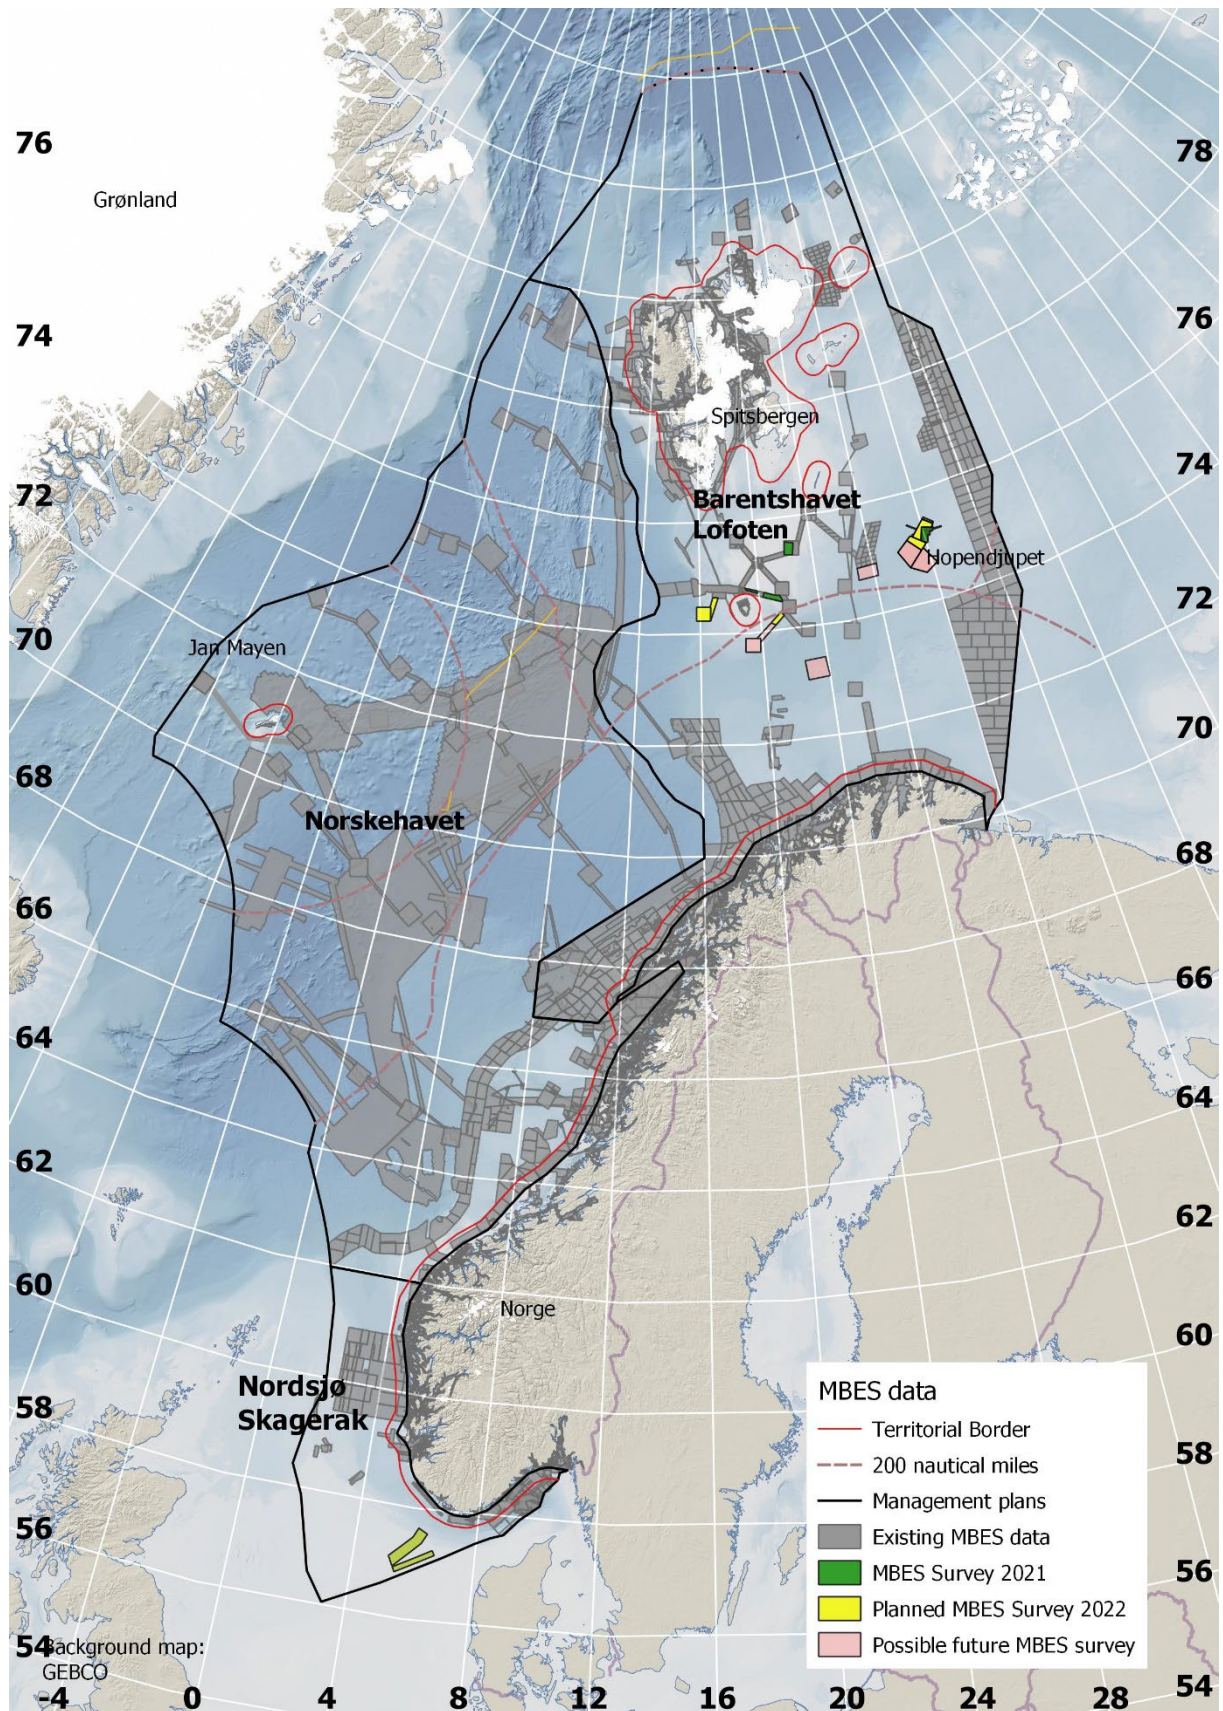 76
78
Grønland
74
76
72
74
Spitsbergen
Barentshavet
Lofoten
Hopendjupet
70
72
Jan Mayen
68
70
Norskehavet
66
68
64
66
62
64
60
62
Norge
58
60
Nordsjø
Skagerak
MBES data
Territorial Border
200 nautical miles
Management plans
Existing MBES data
MBES Survey 2021
Planned MBES Survey 2022
Possible future MBES survey
56
58
56
54
Background map:
GEBCO
54
-4 0 4 8 12 16 20 24 28